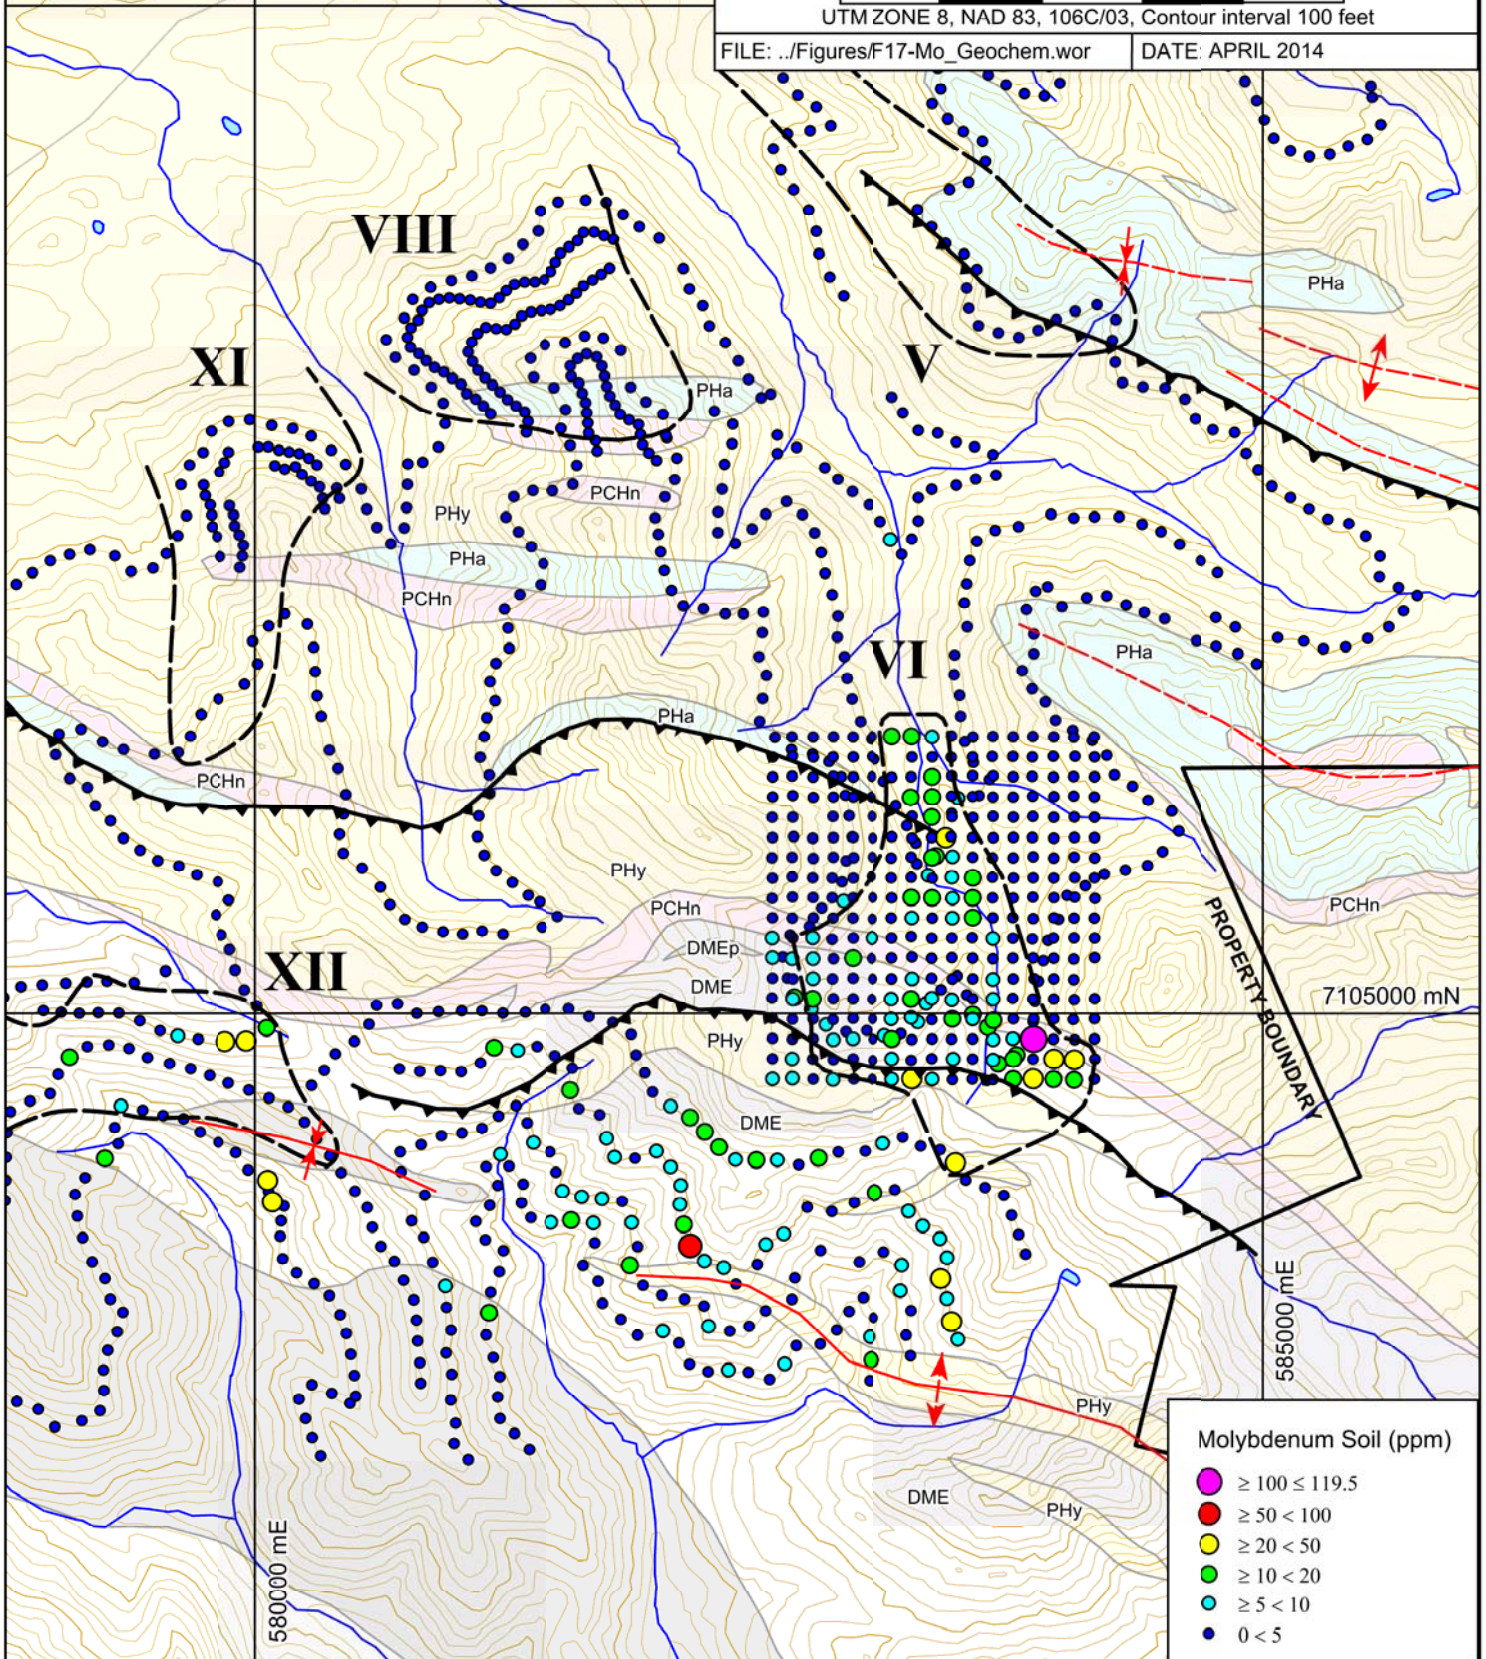 UTM ZONE 8, NAD 83, 106C/03, Contour interval 100 feet
FILE: ../Figures/F17-Mo_Geochem.wor
DATE: APRIL 2014
VIII
PHa
XI
V
PHa
PCHn
PHy
PHa
PCHn
VI
PHa
PHa
PCHn
PHy
PCHn
PCHn
DMEp
XII
DME
7105000 mN
PROPERTY BOUNDARY
PHy
DME
585000 mE
PHy
DME
PHy
580000 mE
Molybdenum Soil (ppm)
≥ 100 ≤ 119.5
≥ 50 < 100
≥ 20 < 50
≥ 10 < 20
≥ 5 < 10
0 < 5